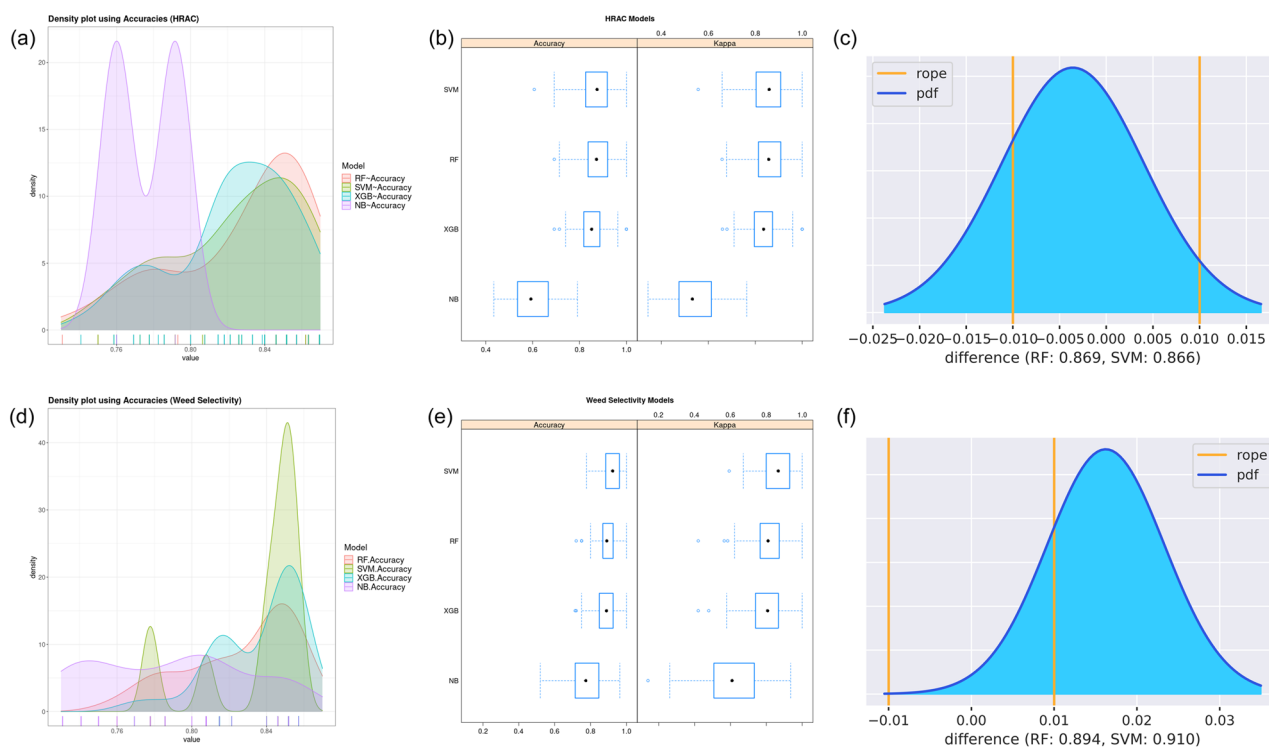 (a)
Density plot using Accuracies (HRAC)
20
15
10
5
0
density
0.76
0.80
0.84
value
Model
RF~Accuracy
SVM~Accuracy
XGB~Accuracy
NB~Accuracy
(b)
HRAC Models
0.4 0.6 0.8 1.0
Accuracy Kappa
SVM
RF
XGB
NB
0.4 0.6 0.8 1.0
(c)
rope
pdf
−0.025 −0.020 −0.015 −0.010 −0.005 0.000 0.005 0.010 0.015
difference (RF: 0.869, SVM: 0.866)
(d)
Density plot using Accuracies (Weed Selectivity)
40
30
20
10
0
density
0.76
0.80
0.84
value
Model
RF.Accuracy
SVM.Accuracy
XGB.Accuracy
NB.Accuracy
(e)
Weed Selectivity Models
0.2 0.4 0.6 0.8 1.0
Accuracy Kappa
SVM
RF
XGB
NB
0.2 0.4 0.6 0.8 1.0
(f)
rope
pdf
−0.01 0.00 0.01 0.02 0.03
difference (RF: 0.894, SVM: 0.910)